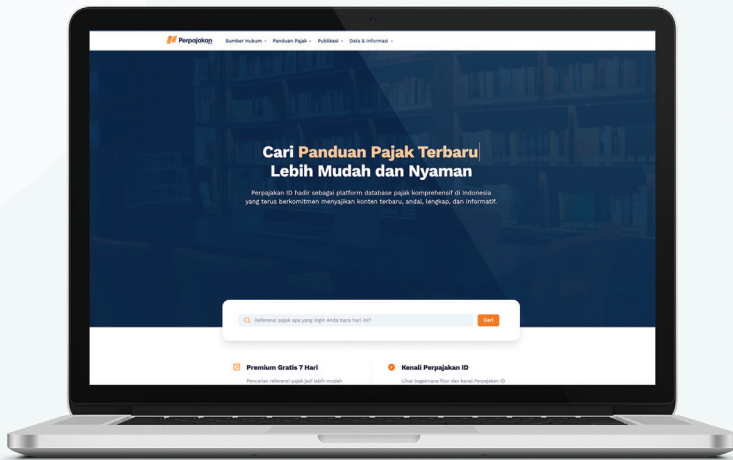 Perpajakan
Sumber Hukum Panduan Pajak Publikasi Data & Informasi
Cari Panduan Pajak Terbaru
Lebih Mudah dan Nyaman
Perpajakan ID hadir sebagai platform database pajak komprehensif di Indonesia
yang terus berkomitmen menyajikan konten terbaru, andal, lengkap, dan informatif.
Referensi pajak apa yang ingin Anda baca hari ini?
Cari
Premium Gratis 7 Hari
Pencarian referensi pajak jadi lebih mudah
Kenali Perpajakan ID
Lihat bagaimana fitur dan kanal Perpajakan ID